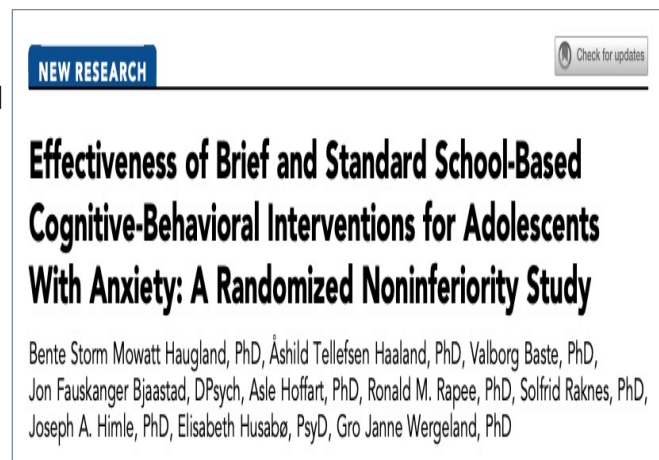 NEW RESEARCH
Check for updates
Effectiveness of Brief and Standard School-Based
Cognitive-Behavioral Interventions for Adolescents
With Anxiety: A Randomized Noninferiority Study
Bente Storm Mowatt Haugland, PhD, Åshild Tellefsen Haaland, PhD, Valborg Baste, PhD,
Jon Fauskanger Bjaastad, DPsych, Asle Hoffart, PhD, Ronald M. Rapee, PhD, Solfrid Raknes, PhD,
Joseph A. Himle, PhD, Elisabeth Husabø, PsyD, Gro Janne Wergeland, PhD